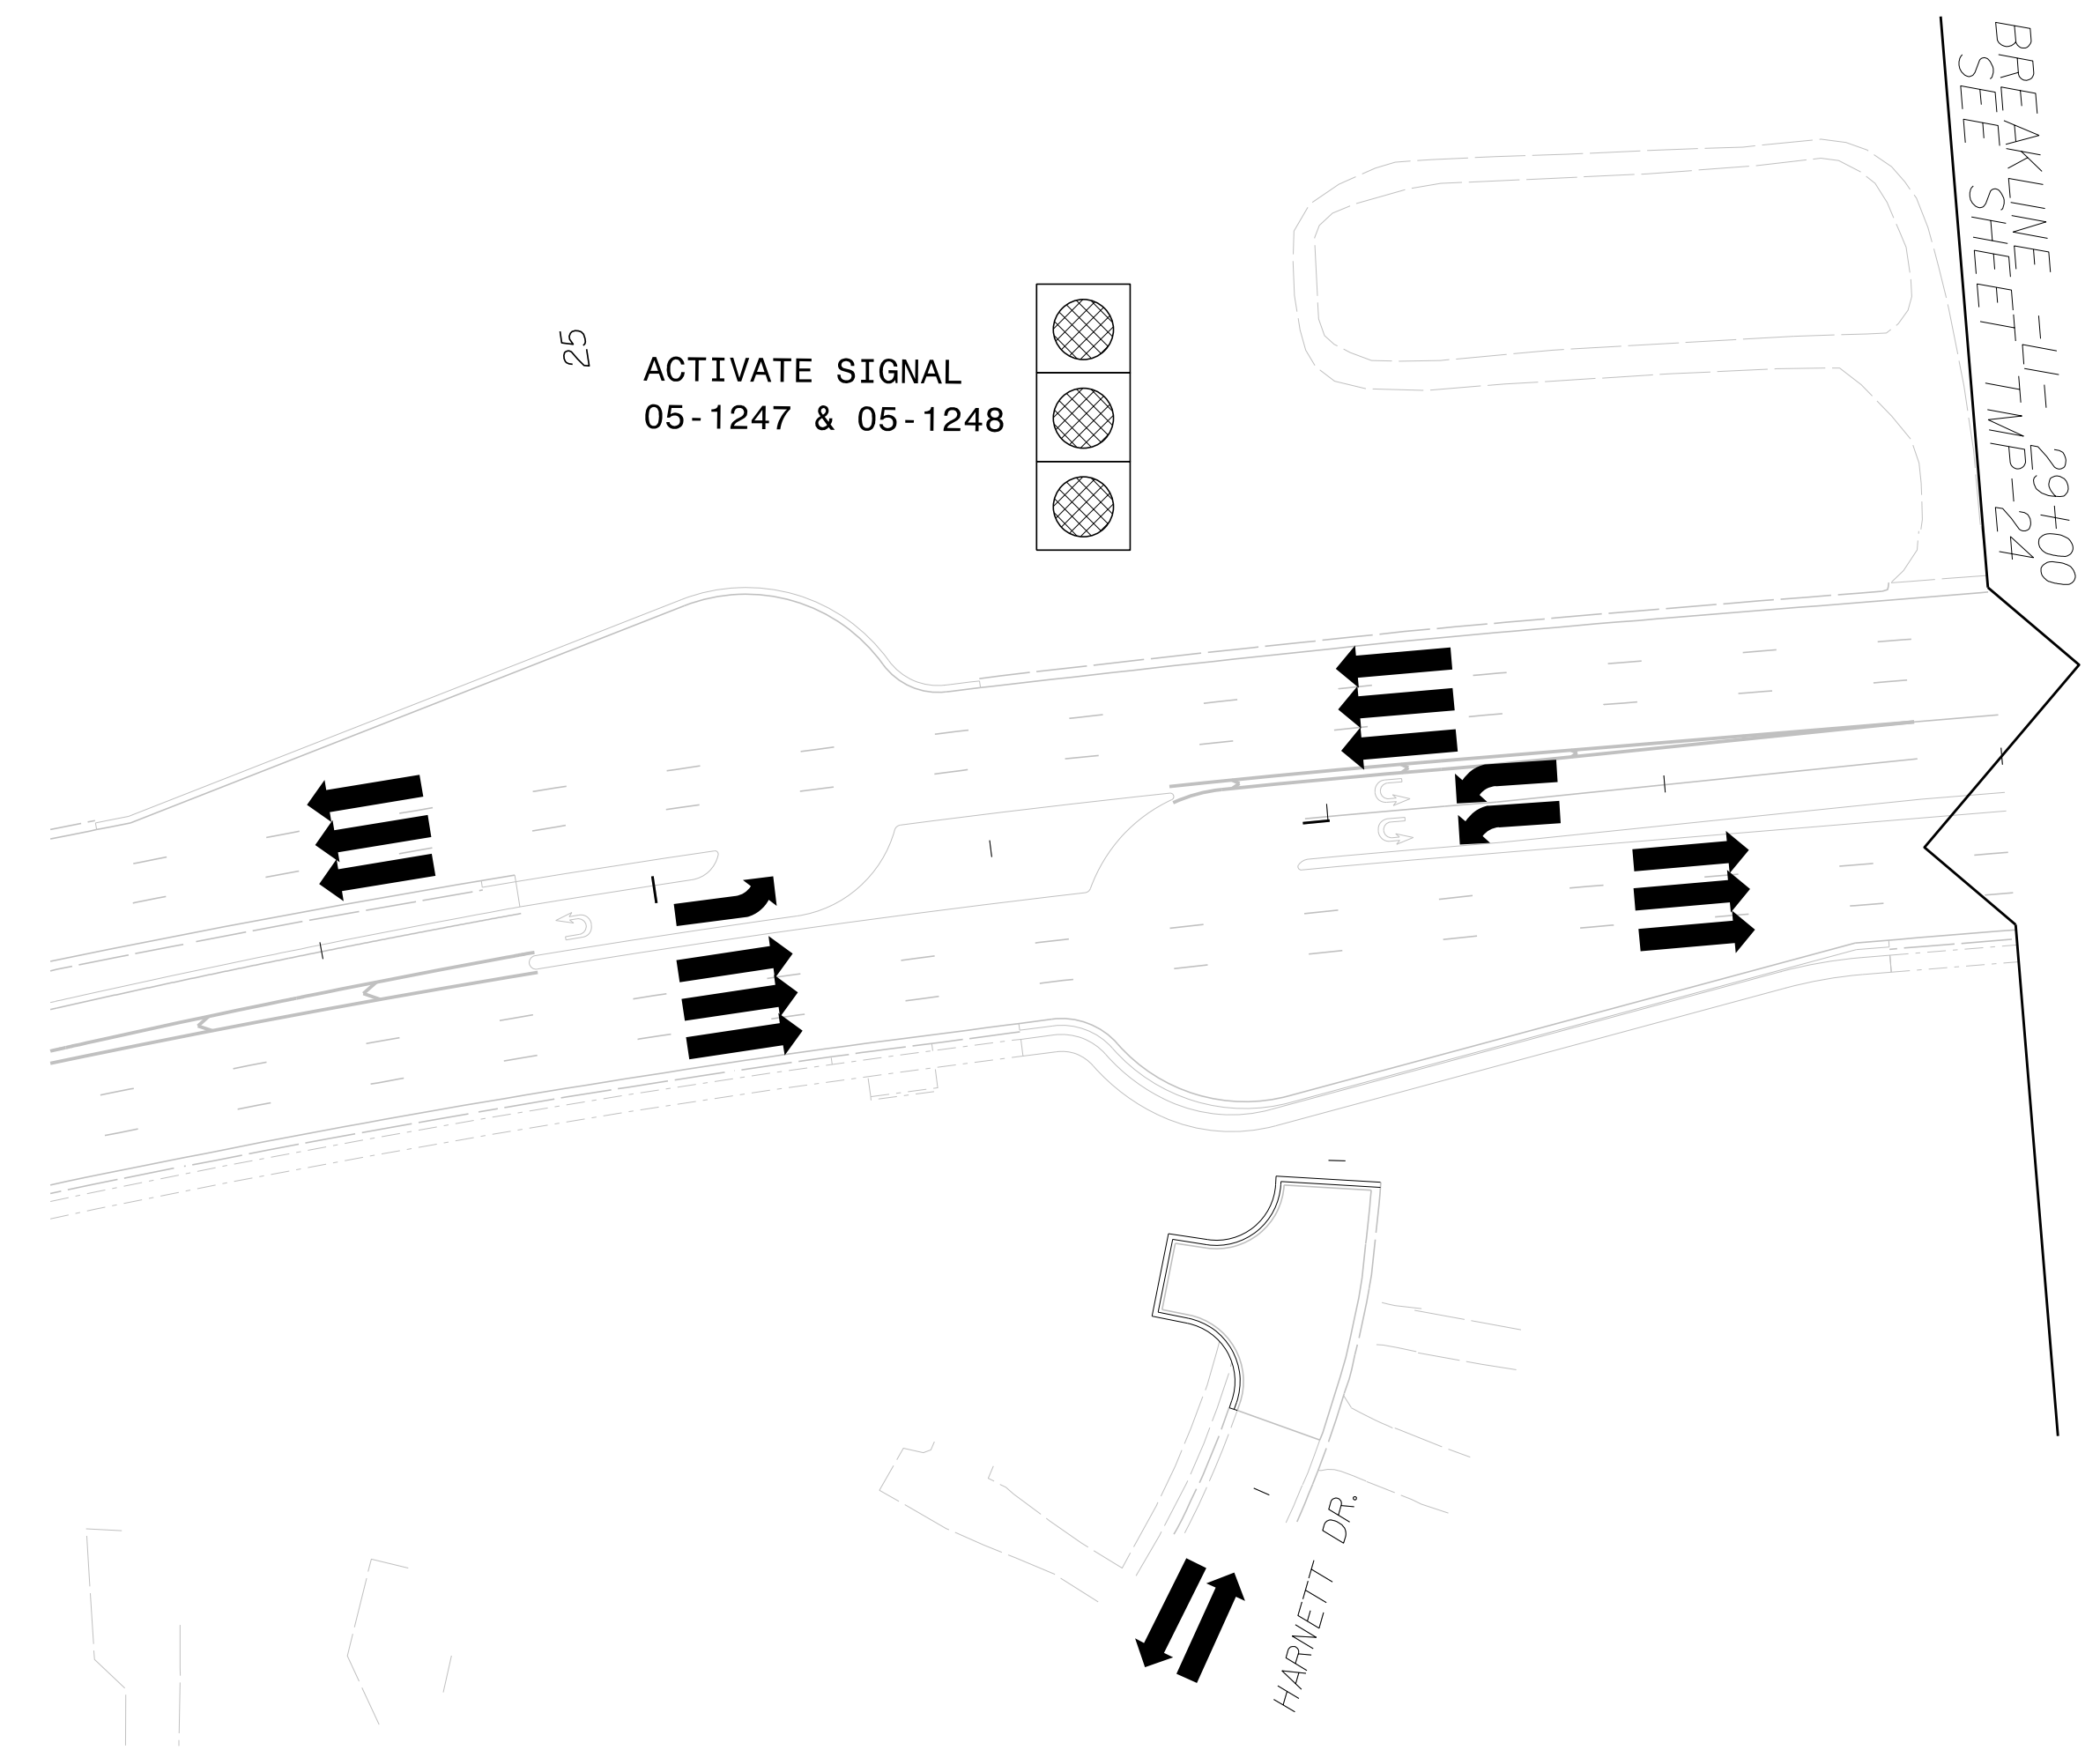 BREAKLINE -L- 29+00
SEE SHEET TMP-24
25
ACTIVATE SIGNAL
05-1247 & 05-1248
HARNETT DR.